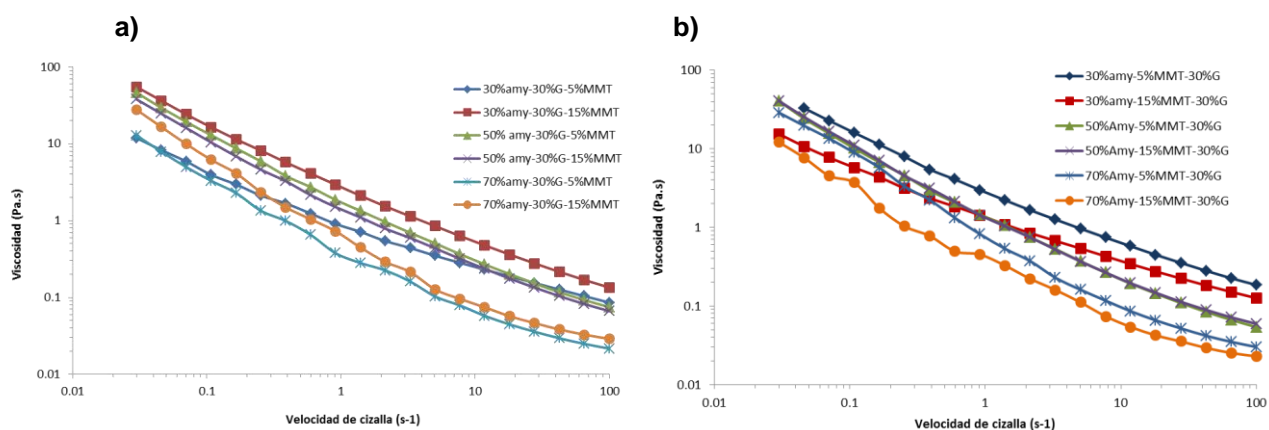 a)
100
10
1
0.1
0.01
Viscosidad (Pa.s)
0.01
0.1
1
10
100
Velocidad de cizalla (s-1)
30%amy-30%G-5%MMT
30%amy-30%G-15%MMT
50% amy-30%G-5%MMT
50% amy-30%G-15%MMT
70%amy-30%G-5%MMT
70%amy-30%G-15%MMT
b)
100
10
1
0.1
0.01
Viscosidad (Pa.s)
0.01
0.1
1
10
100
Velocidad de cizalla (s-1)
30%amy-5%MMT-30%G
30%amy-15%MMT-30%G
50%Amy-5%MMT-30%G
50%Amy-15%MMT-30%G
70%Amy-5%MMT-30%G
70%Amy-15%MMT-30%G